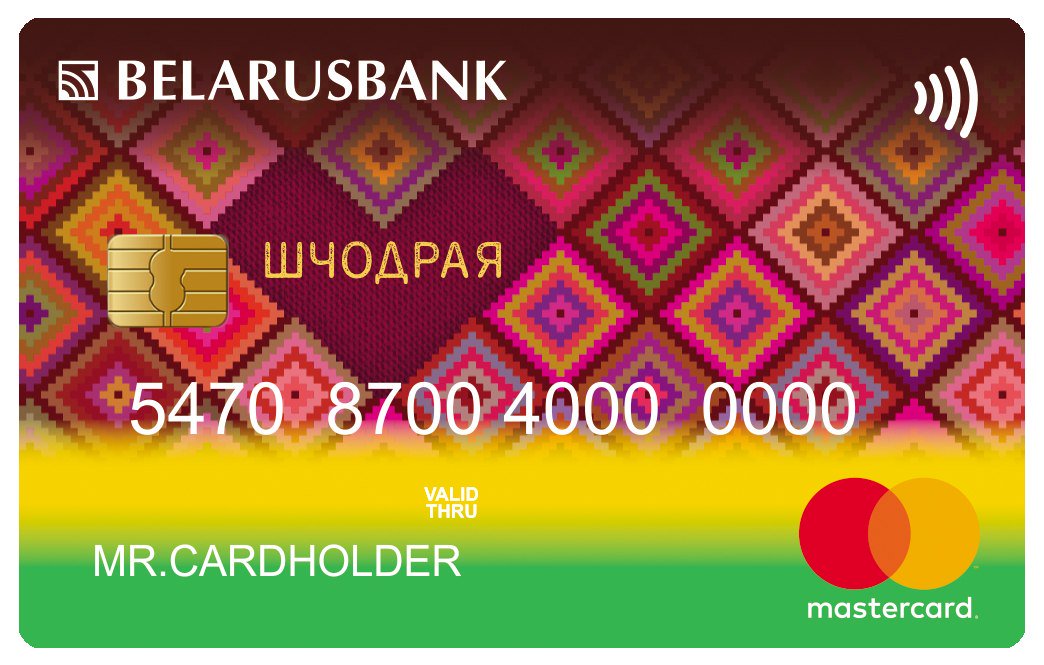 BELARUSBANK
ШЧОДРАЯ
5470 8700 4000 0000
VALID
THRU
MR.CARDHOLDER
mastercard.